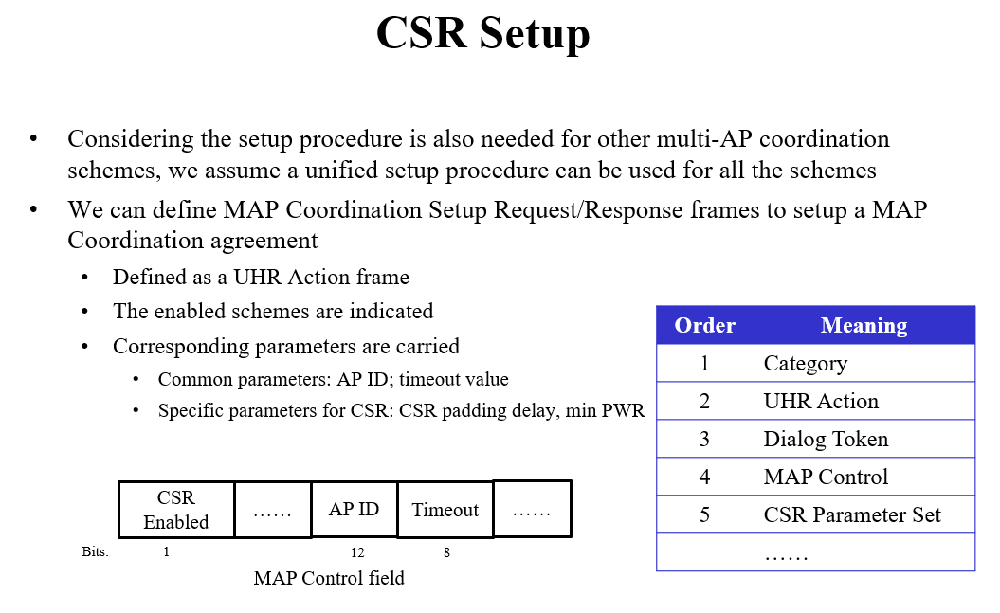 CSR Setup
• Considering the setup procedure is also needed for other multi-AP coordination
schemes, we assume a unified setup procedure can be used for all the schemes
• We can define MAP Coordination Setup Request/Response frames to setup a MAP
Coordination agreement
• Defined as a UHR Action frame
• The enabled schemes are indicated
• Corresponding parameters are carried
• Common parameters: AP ID; timeout value
• Specific parameters for CSR: CSR padding delay, min PWR
Order Meaning
1 Category
2 UHR Action
3 Dialog Token
4 MAP Control
5 CSR Parameter Set
……
CSR
Enabled
…… AP ID Timeout ……
Bits: 1 12 8
MAP Control field